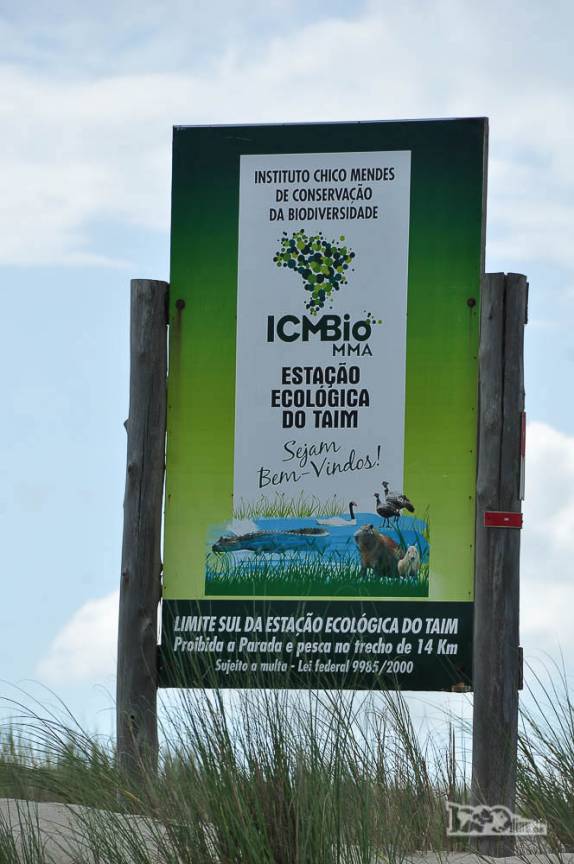 INSTITUTO CHICO MENDES
DE CONSERVAÇÃO
DA BIODIVERSIDADE
ICMBio
MMA
ESTAÇÃO
ECOLÓGICA
DO TAIM
Sejam
Bem-Vindos!
LIMITE SUL DA ESTAÇÃO ECOLÓGICA DO TAIM
Proibida a Parada e pesca no trecho de 14 Km
Sujeito a multa - Lei federal 9985/2000